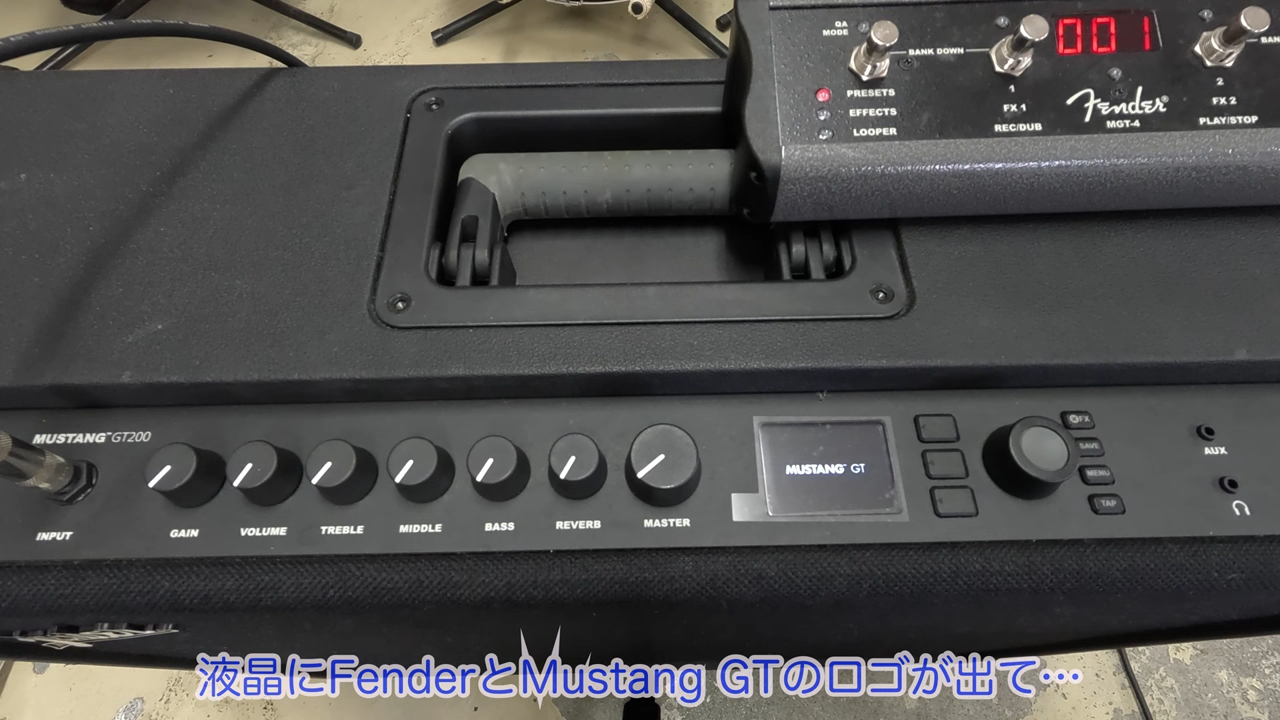 QA MODE
BANK DOWN
001
BANK
1
2
PRESETS
EFFECTS
LOOPER
FX 1
REC/DUB
Fender
MGT-4
FX 2
PLAY/STOP
MUSTANG GT200
INPUT
GAIN
VOLUME
TREBLE
MIDDLE
BASS
REVERB
MASTER
MUSTANG GT
FX
SAVE
MENU
TAP
AUX
液晶にFenderとMustang GTのロゴが出て…